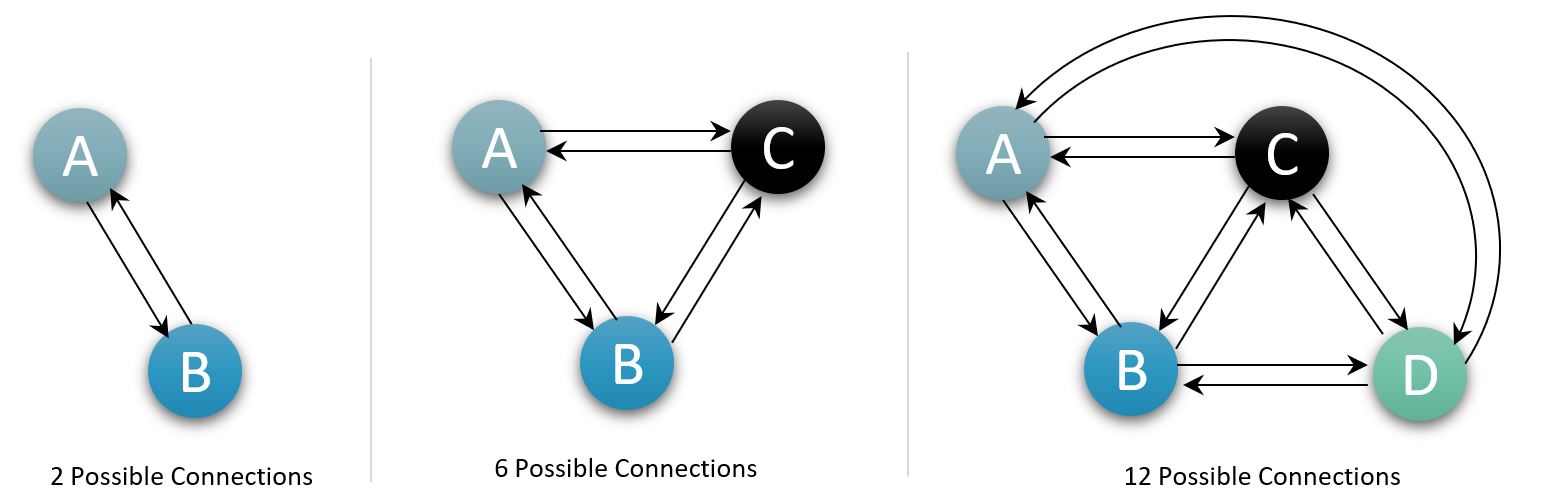 A
B
2 Possible Connections
A
C
B
6 Possible Connections
A
C
B
D
12 Possible Connections